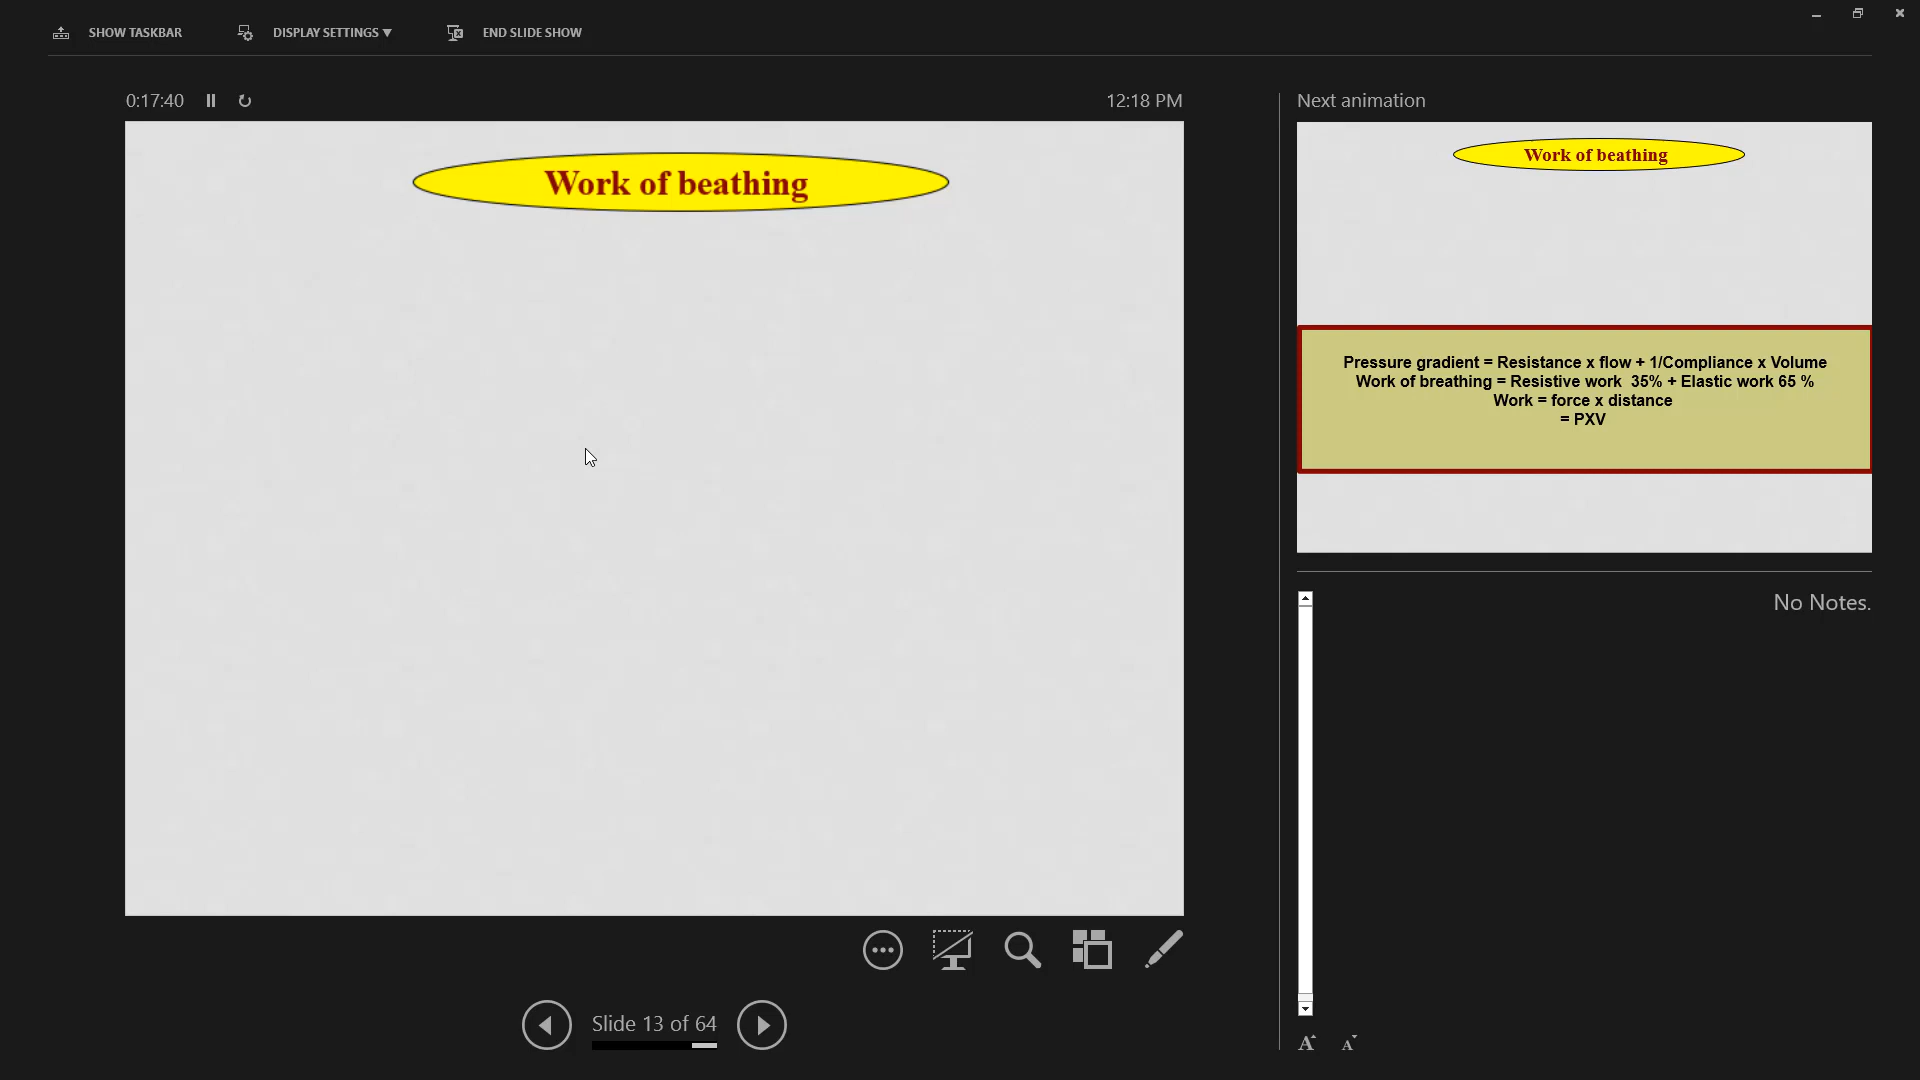 SHOW TASKBAR
DISPLAY SETTINGS ▼
END SLIDE SHOW
0:17:40
12:18 PM
Work of beathing
Slide 13 of 64
Next animation
Work of beathing
Pressure gradient = Resistance x flow + 1/Compliance x Volume
Work of breathing = Resistive work 35% + Elastic work 65 %
Work = force x distance
= PXV
No Notes.
A A